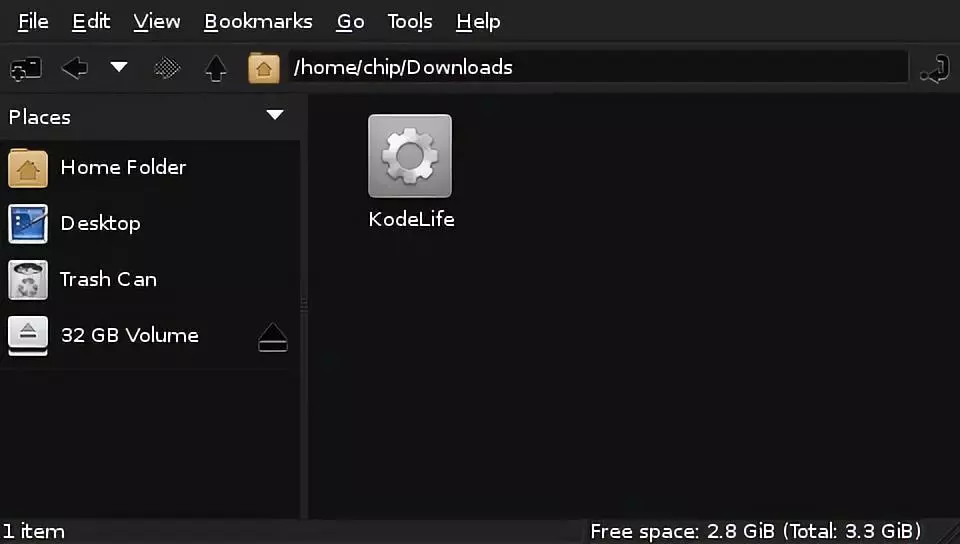 File Edit View Bookmarks Go Tools Help
/home/chip/Downloads
Places
Home Folder
Desktop
Trash Can
32 GB Volume
KodeLife
1 item
Free space: 2.8 GiB (Total: 3.3 GiB)